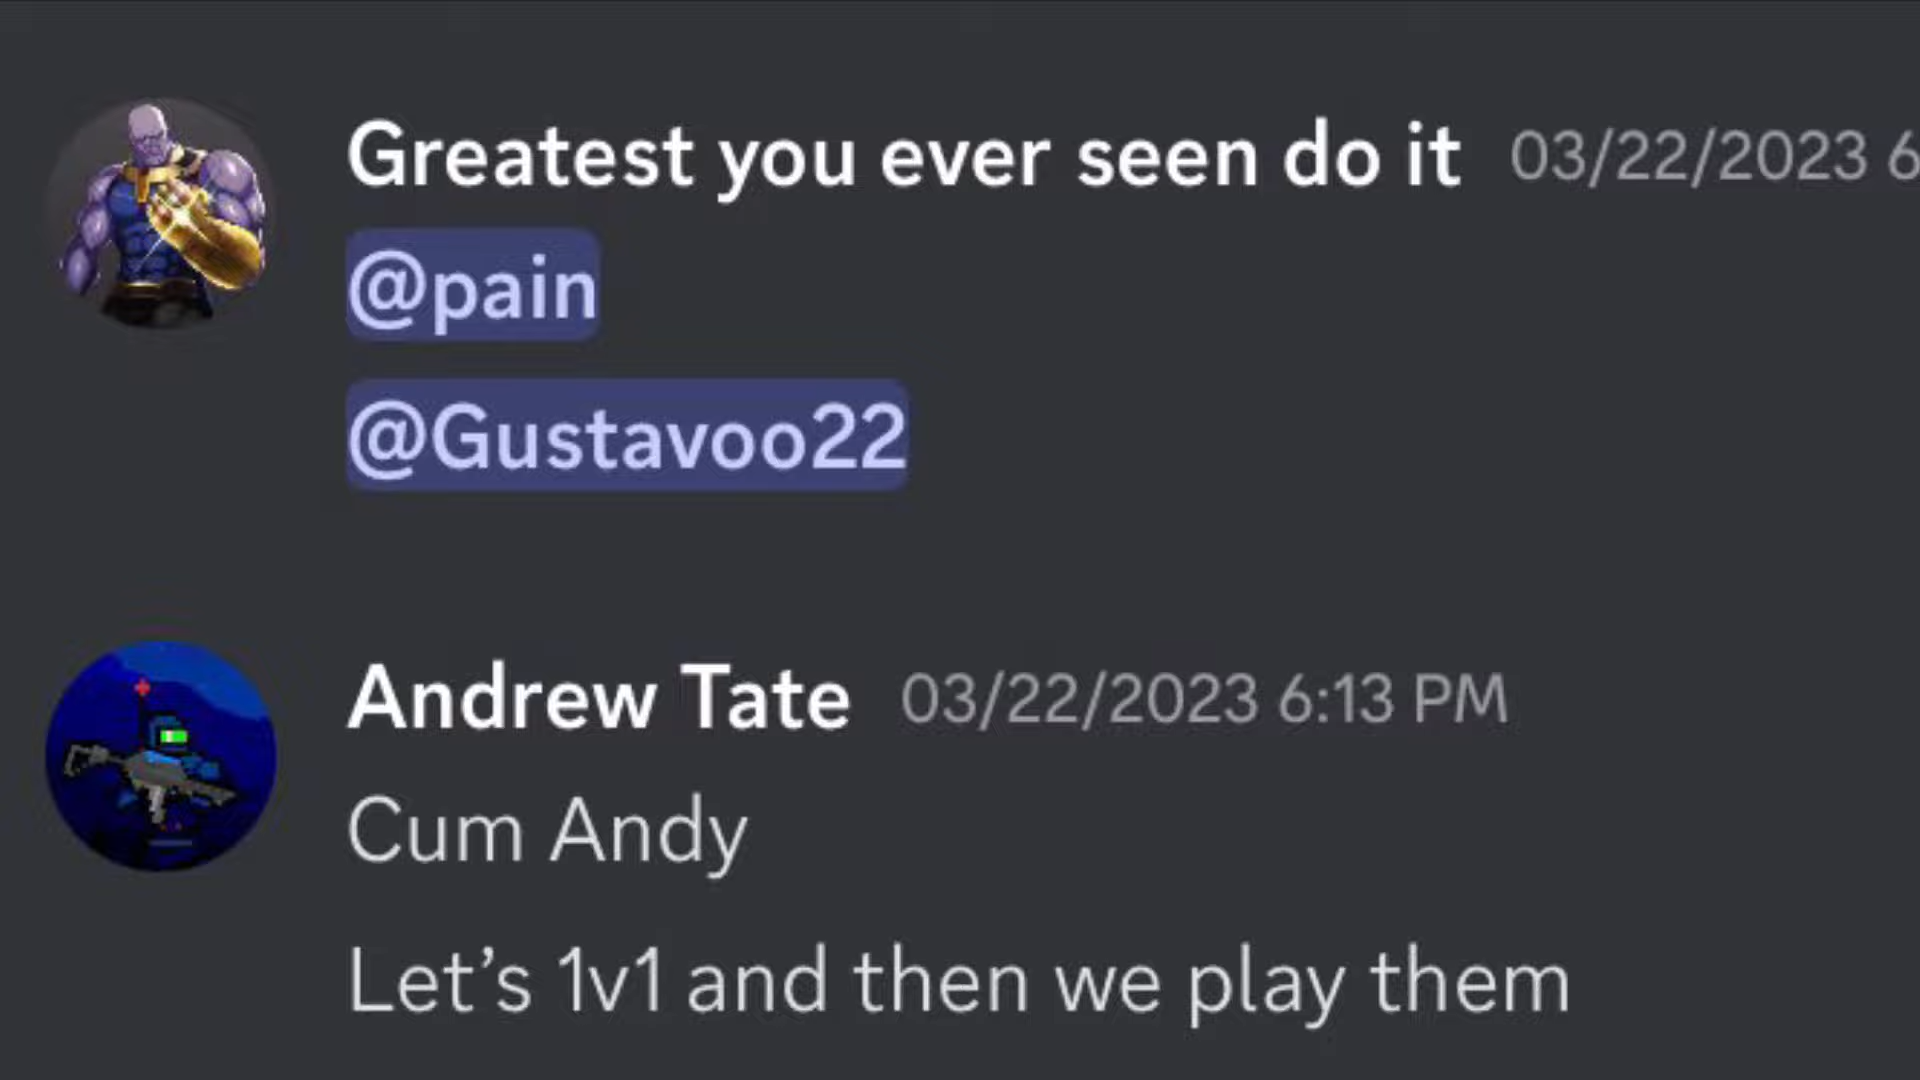 Greatest you ever seen do it 03/22/2023 6
@pain
@Gustavoo22
Andrew Tate 03/22/2023 6:13 PM
Cum Andy
Let’s 1v1 and then we play them